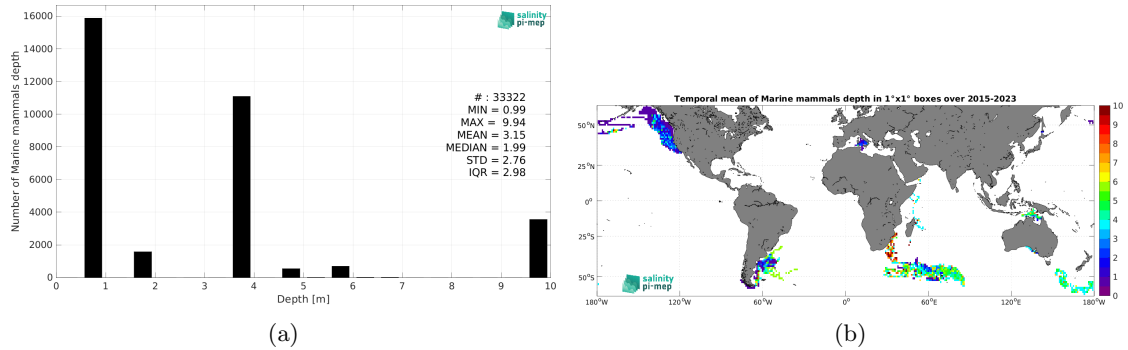 16000
14000
12000
10000
8000
6000
4000
2000
0
Number of Marine mammals depth
salinity
pi-mep
# : 33322
MIN = 0.99
MAX = 9.94
MEAN = 3.15
MEDIAN = 1.99
STD = 2.76
IQR = 2.98
0 1 2 3 4 5 6 7 8 9 10
Depth [m]
(a)
Temporal mean of Marine mammals depth in 1°x1° boxes over 2015-2023
50°N
25°N
0°
25°S
50°S
salinity
pi-mep
180°W 120°W 60°W 0° 60°E 120°E 180°W
10
9
8
7
6
5
4
3
2
1
0
(b)